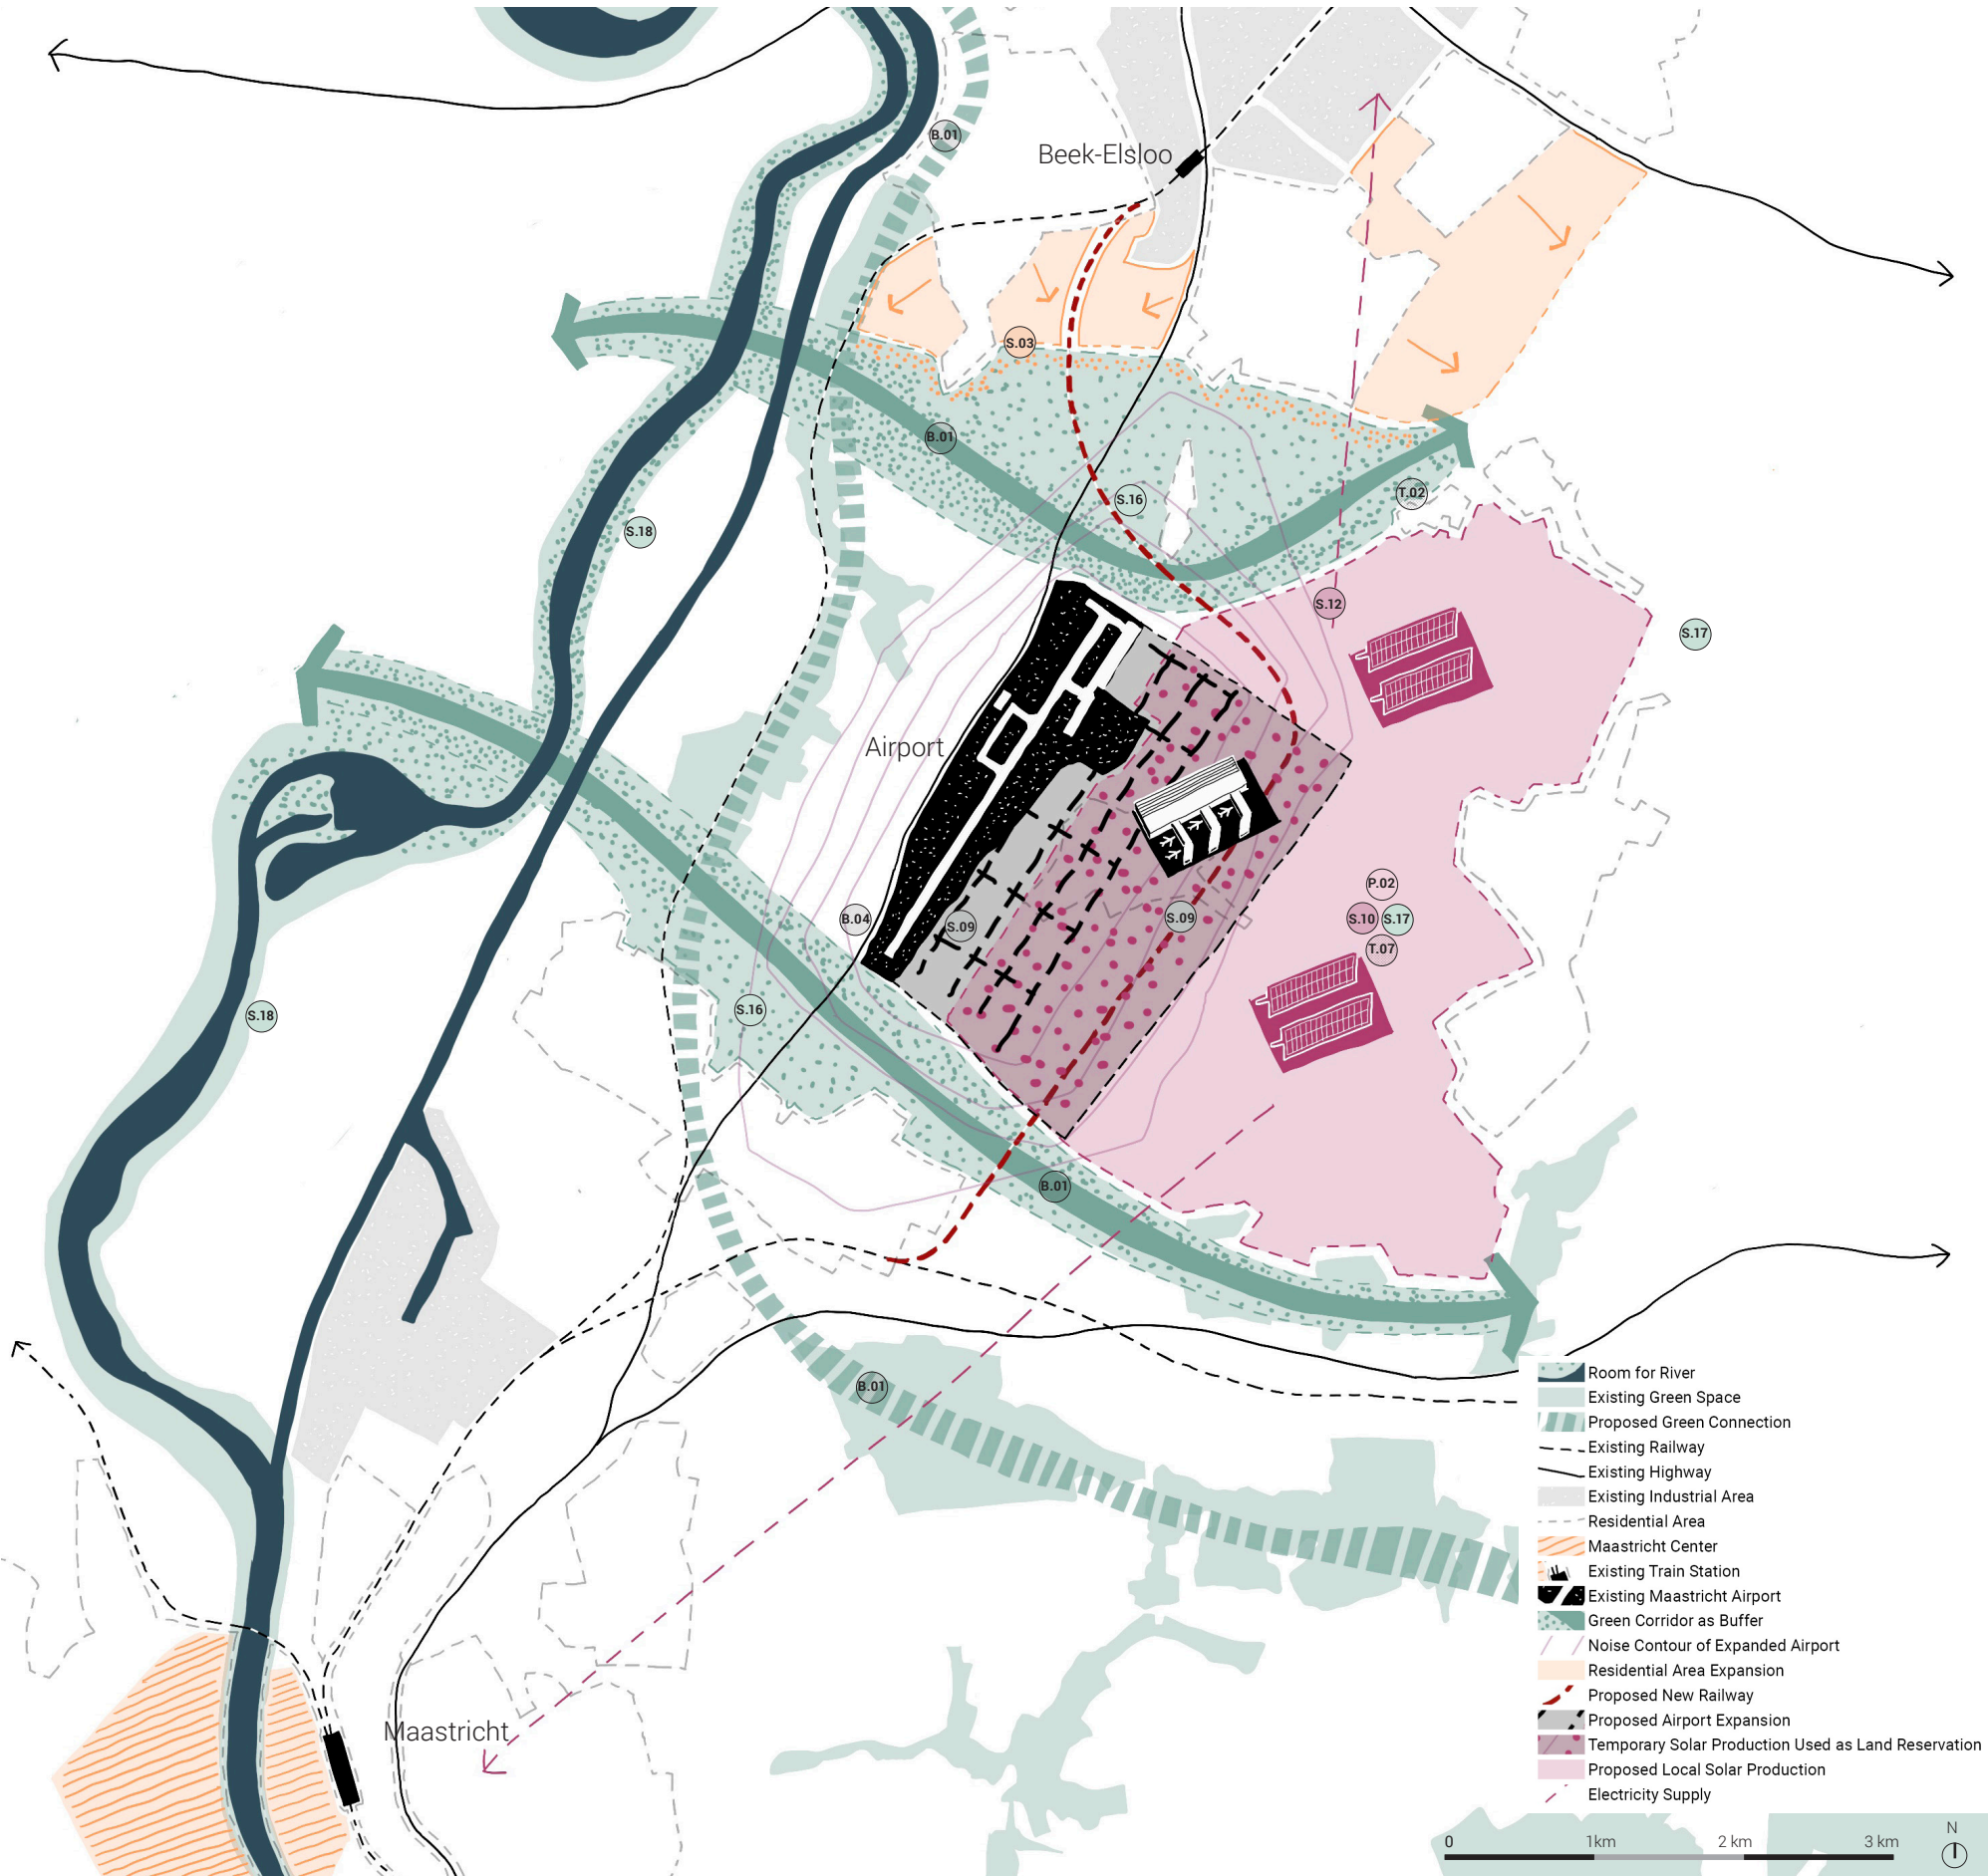 B.01
Beek-Elsloo
S.03
B.01
S.16
T.02
S.18
S.12
S.17
Airport
P.02
B.04
S.09
S.09
S.10
S.17
T.07
S.18
S.16
B.01
B.01
Maastricht
Room for River
Existing Green Space
Proposed Green Connection
Existing Railway
Existing Highway
Existing Industrial Area
Residential Area
Maastricht Center
Existing Train Station
Existing Maastricht Airport
Green Corridor as Buffer
Noise Contour of Expanded Airport
Residential Area Expansion
Proposed New Railway
Proposed Airport Expansion
Temporary Solar Production Used as Land Reservation
Proposed Local Solar Production
Electricity Supply
0 1km 2 km 3 km
N